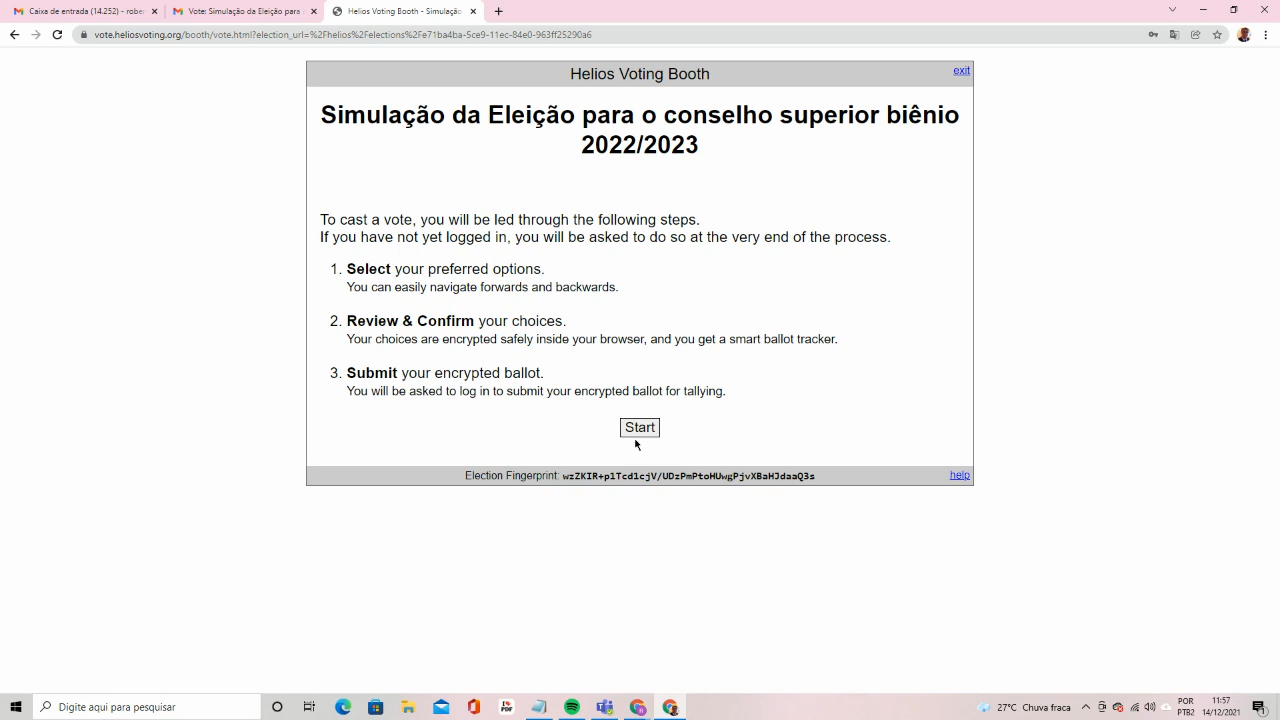 Caixa de entrada (14.252) - robe
Vote: Simulação da Eleição para
Helios Voting Booth - Simulação
vote.heliosvoting.org/booth/vote.html?election_url=%2Fhelios%2Felections%2Fe71ba4ba-5ce9-11ec-84e0-963ff25290a6
Helios Voting Booth
exit
Simulação da Eleição para o conselho superior biênio
2022/2023
To cast a vote, you will be led through the following steps.
If you have not yet logged in, you will be asked to do so at the very end of the process.
1. Select your preferred options.
You can easily navigate forwards and backwards.
2. Review & Confirm your choices.
Your choices are encrypted safely inside your browser, and you get a smart ballot tracker.
3. Submit your encrypted ballot.
You will be asked to log in to submit your encrypted ballot for tallying.
Start
Election Fingerprint: wzZKIR+p1Tcd1cjV/UDzPmPtoHUwgPjvXBaHJdaaQ3s
help
Digite aqui para pesquisar
PDF
27°C Chuva fraca
POR
PTB2
11:57
14/12/2021